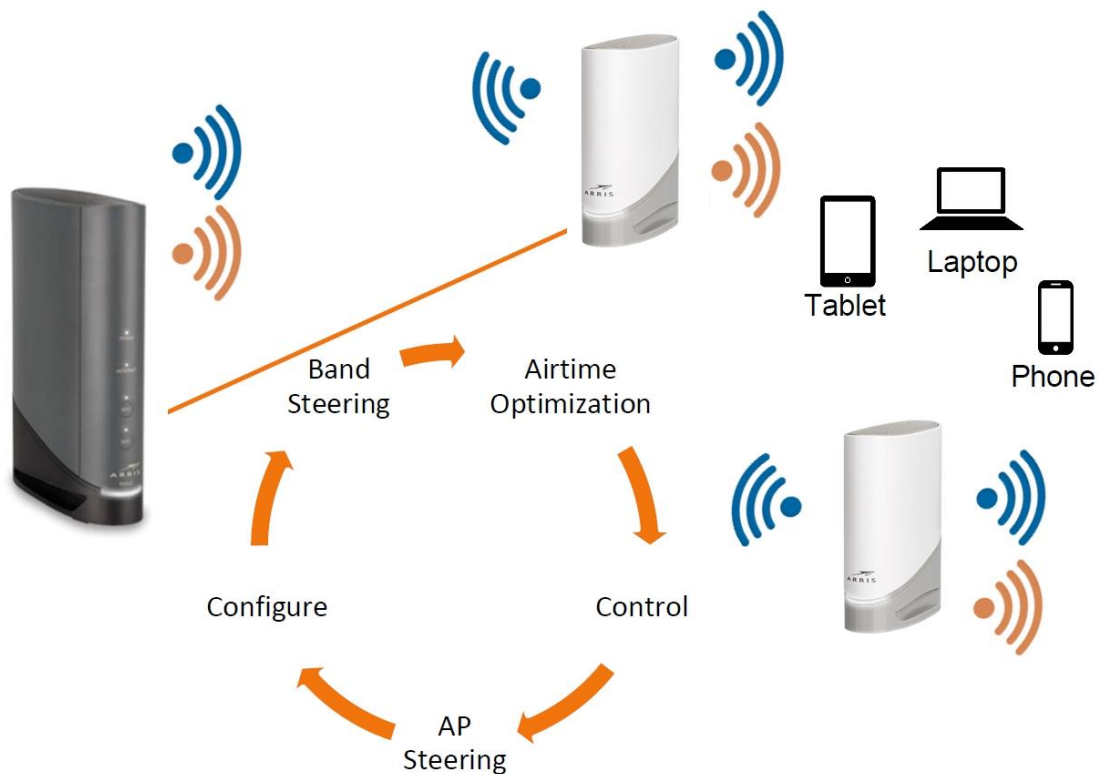 ARRIS
Tablet
Laptop
Phone
Band
Steering
Airtime
Optimization
ARRIS
Configure
Control
ARRIS
AP
Steering